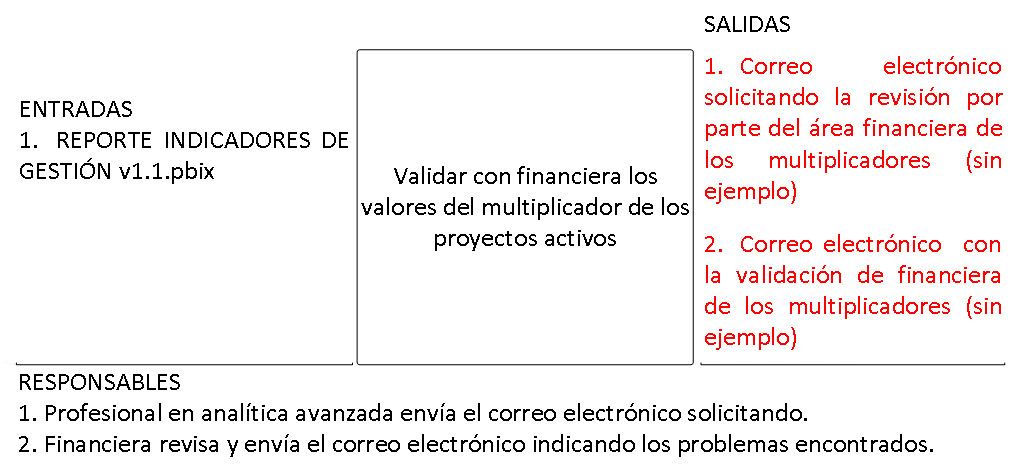 ENTRADAS
1. REPORTE INDICADORES DE
GESTIÓN v1.1.pbix
Validar con financiera los
valores del multiplicador de los
proyectos activos
SALIDAS
1. Correo electrónico
solicitando la revisión por
parte del área financiera de
los multiplicadores (sin
ejemplo)
2. Correo electrónico con
la validación de financiera
de los multiplicadores (sin
ejemplo)
RESPONSABLES
1. Profesional en analítica avanzada envía el correo electrónico solicitando.
2. Financiera revisa y envía el correo electrónico indicando los problemas encontrados.